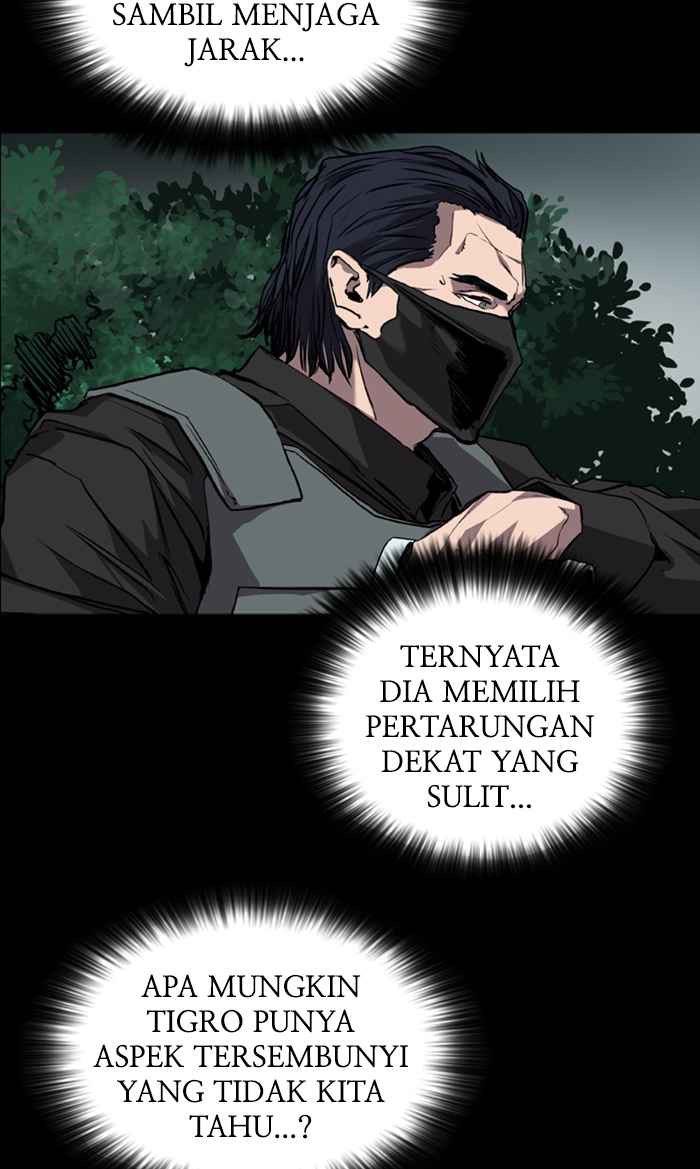 SAMBIL MENJAGA
JARAK...
TERNYATA
DIA MEMILIH
PERTARUNGAN
DEKAT YANG
SULIT...
APA MUNGKIN
TIGRO PUNYA
ASPEK TERSEMBUNYI
YANG TIDAK KITA
TAHU...?